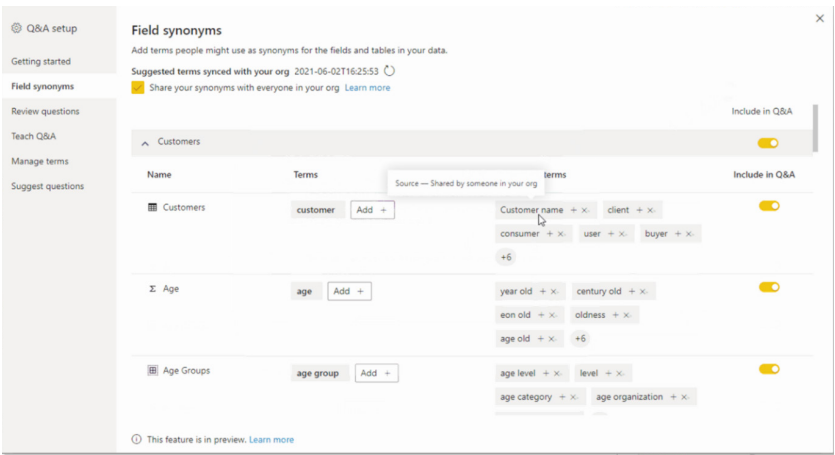 Q&A setup
Getting started
Field synonyms
Review questions
Teach Q&A
Manage terms
Suggest questions
Field synonyms
Add terms people might use as synonyms for the fields and tables in your data.
Suggested terms synced with your org 2021-06-02T16:25:53
Share your synonyms with everyone in your org Learn more
Include in Q&A
Customers
Name Terms terms Include in Q&A
Source — Shared by someone in your org
Customers customer Add + Customer name + × client + ×
consumer + × user + × buyer + ×
+6
Σ Age age Add + year old + × century old + ×
eon old + × oldness + ×
age old + × +6
Age Groups age group Add + age level + × level + ×
age category + × age organization + ×
This feature is in preview. Learn more